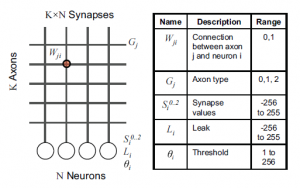 K×N Synapses
W_ji
G_j
K Axons
S_i^0..2
L_i
θ_i
N Neurons
Name Description Range
W_ji Connection between axon j and neuron i 0,1
G_j Axon type 0,1, 2
S_i^0..2 Synapse values -256 to 255
L_i Leak -256 to 255
θ_i Threshold 1 to 256